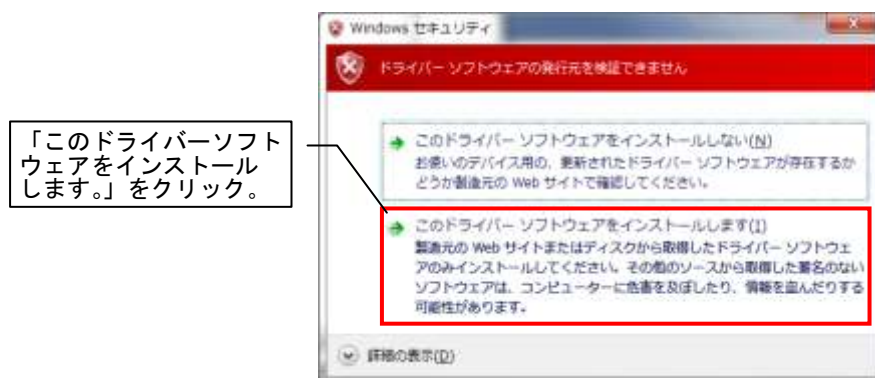 Windows セキュリティ
ドライバー ソフトウェアの発行元を検証できません
「このドライバーソフト
ウェアをインストール
します。」をクリック。
このドライバー ソフトウェアをインストールしない(N)
お使いのデバイス用の、更新されたドライバー ソフトウェアが存在するか
どうか製造元の Web サイトで確認してください。
このドライバー ソフトウェアをインストールします(I)
製造元の Web サイトまたはディスクから取得したドライバー ソフトウェ
アのみインストールしてください。その他のソースから取得した署名のない
ソフトウェアは、コンピューターに危害を及ぼしたり、情報を盗んだりする
可能性があります。
詳細の表示(D)